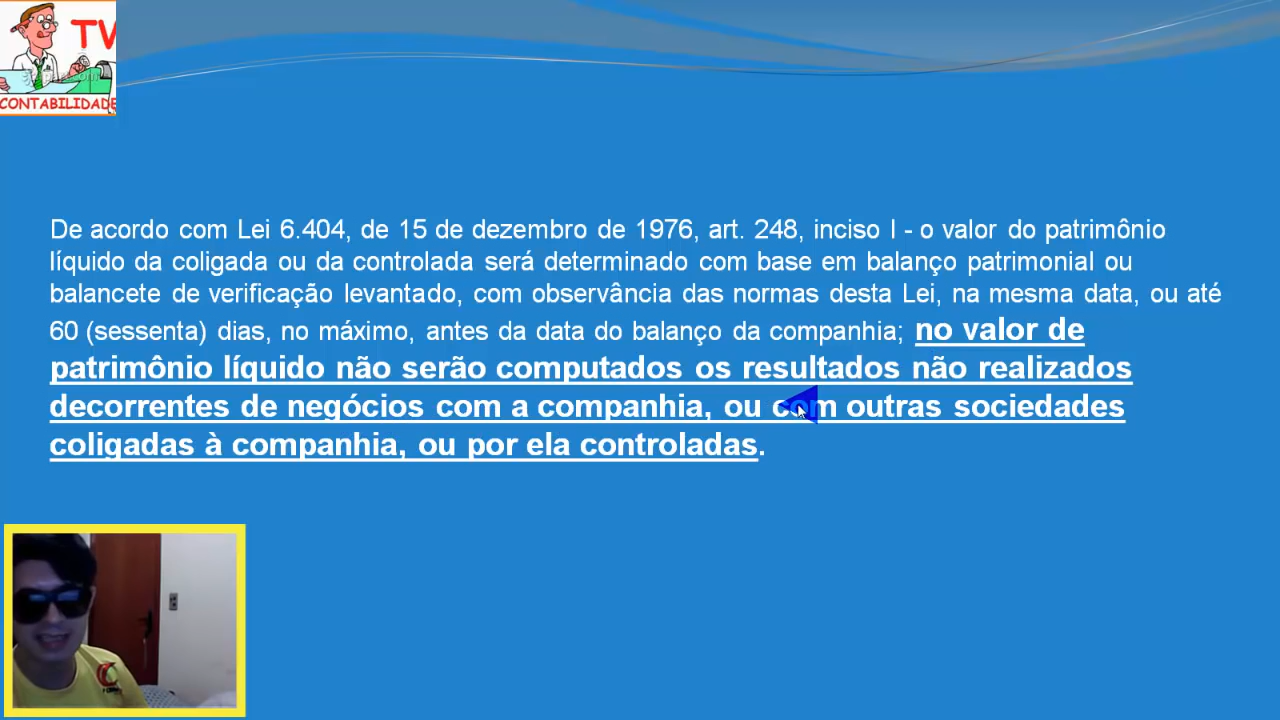 TV
CONTABILIDADE
De acordo com Lei 6.404, de 15 de dezembro de 1976, art. 248, inciso I - o valor do patrimônio
líquido da coligada ou da controlada será determinado com base em balanço patrimonial ou
balancete de verificação levantado, com observância das normas desta Lei, na mesma data, ou até
60 (sessenta) dias, no máximo, antes da data do balanço da companhia; no valor de
patrimônio líquido não serão computados os resultados não realizados
decorrentes de negócios com a companhia, ou com outras sociedades
coligadas à companhia, ou por ela controladas.